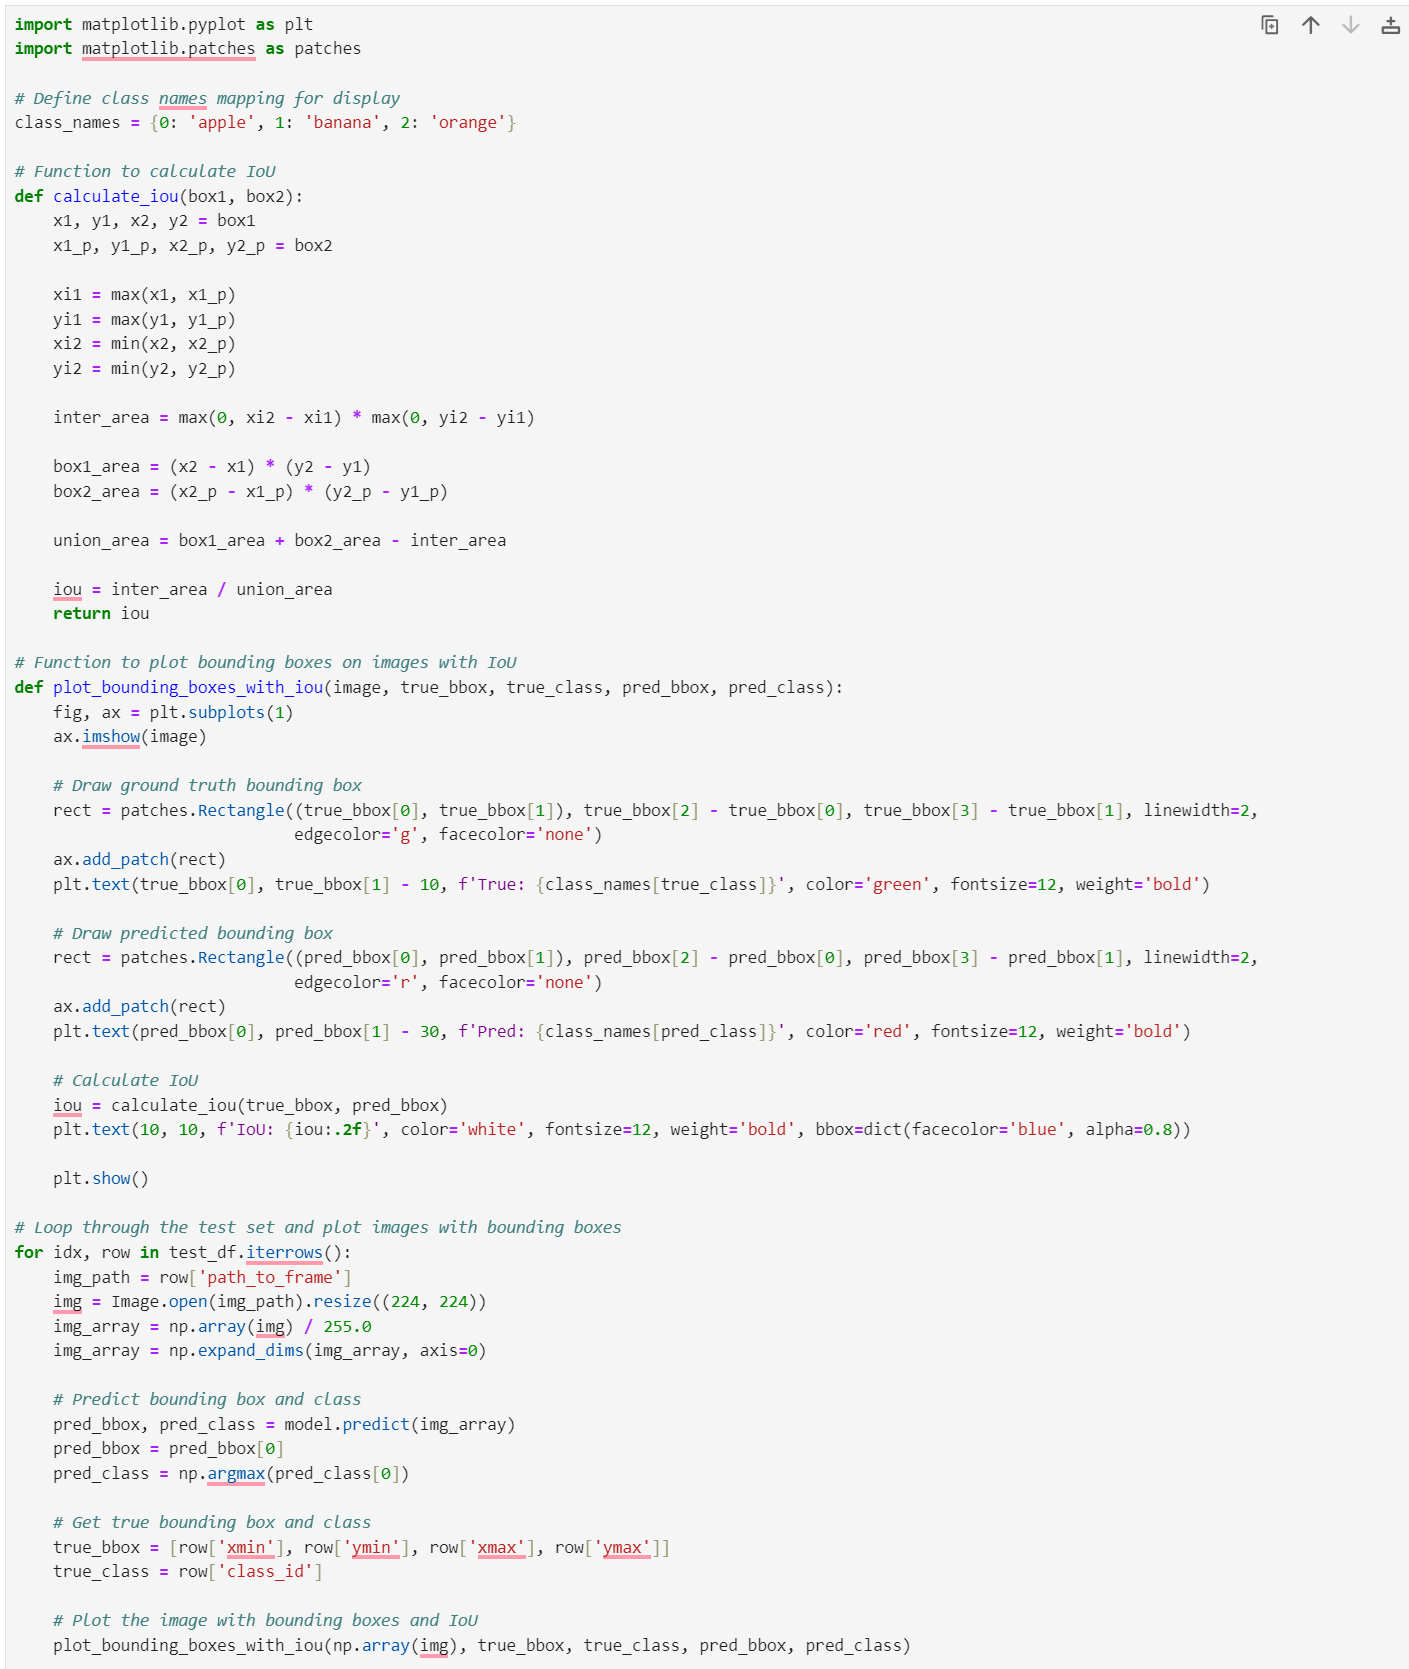 import matplotlib.pyplot as plt
import matplotlib.patches as patches

# Define class names mapping for display
class_names = {0: 'apple', 1: 'banana', 2: 'orange'}

# Function to calculate IoU
def calculate_iou(box1, box2):
    x1, y1, x2, y2 = box1
    x1_p, y1_p, x2_p, y2_p = box2

    xi1 = max(x1, x1_p)
    yi1 = max(y1, y1_p)
    xi2 = min(x2, x2_p)
    yi2 = min(y2, y2_p)

    inter_area = max(0, xi2 - xi1) * max(0, yi2 - yi1)

    box1_area = (x2 - x1) * (y2 - y1)
    box2_area = (x2_p - x1_p) * (y2_p - y1_p)

    union_area = box1_area + box2_area - inter_area

    iou = inter_area / union_area
    return iou

# Function to plot bounding boxes on images with IoU
def plot_bounding_boxes_with_iou(image, true_bbox, true_class, pred_bbox, pred_class):
    fig, ax = plt.subplots(1)
    ax.imshow(image)

    # Draw ground truth bounding box
    rect = patches.Rectangle((true_bbox[0], true_bbox[1]), true_bbox[2] - true_bbox[0], true_bbox[3] - true_bbox[1], linewidth=2,
                             edgecolor='g', facecolor='none')
    ax.add_patch(rect)
    plt.text(true_bbox[0], true_bbox[1] - 10, f'True: {class_names[true_class]}', color='green', fontsize=12, weight='bold')

    # Draw predicted bounding box
    rect = patches.Rectangle((pred_bbox[0], pred_bbox[1]), pred_bbox[2] - pred_bbox[0], pred_bbox[3] - pred_bbox[1], linewidth=2,
                             edgecolor='r', facecolor='none')
    ax.add_patch(rect)
    plt.text(pred_bbox[0], pred_bbox[1] - 30, f'Pred: {class_names[pred_class]}', color='red', fontsize=12, weight='bold')

    # Calculate IoU
    iou = calculate_iou(true_bbox, pred_bbox)
    plt.text(10, 10, f'IoU: {iou:.2f}', color='white', fontsize=12, weight='bold', bbox=dict(facecolor='blue', alpha=0.8))

    plt.show()

# Loop through the test set and plot images with bounding boxes
for idx, row in test_df.iterrows():
    img_path = row['path_to_frame']
    img = Image.open(img_path).resize((224, 224))
    img_array = np.array(img) / 255.0
    img_array = np.expand_dims(img_array, axis=0)

    # Predict bounding box and class
    pred_bbox, pred_class = model.predict(img_array)
    pred_bbox = pred_bbox[0]
    pred_class = np.argmax(pred_class[0])

    # Get true bounding box and class
    true_bbox = [row['xmin'], row['ymin'], row['xmax'], row['ymax']]
    true_class = row['class_id']

    # Plot the image with bounding boxes and IoU
    plot_bounding_boxes_with_iou(np.array(img), true_bbox, true_class, pred_bbox, pred_class)